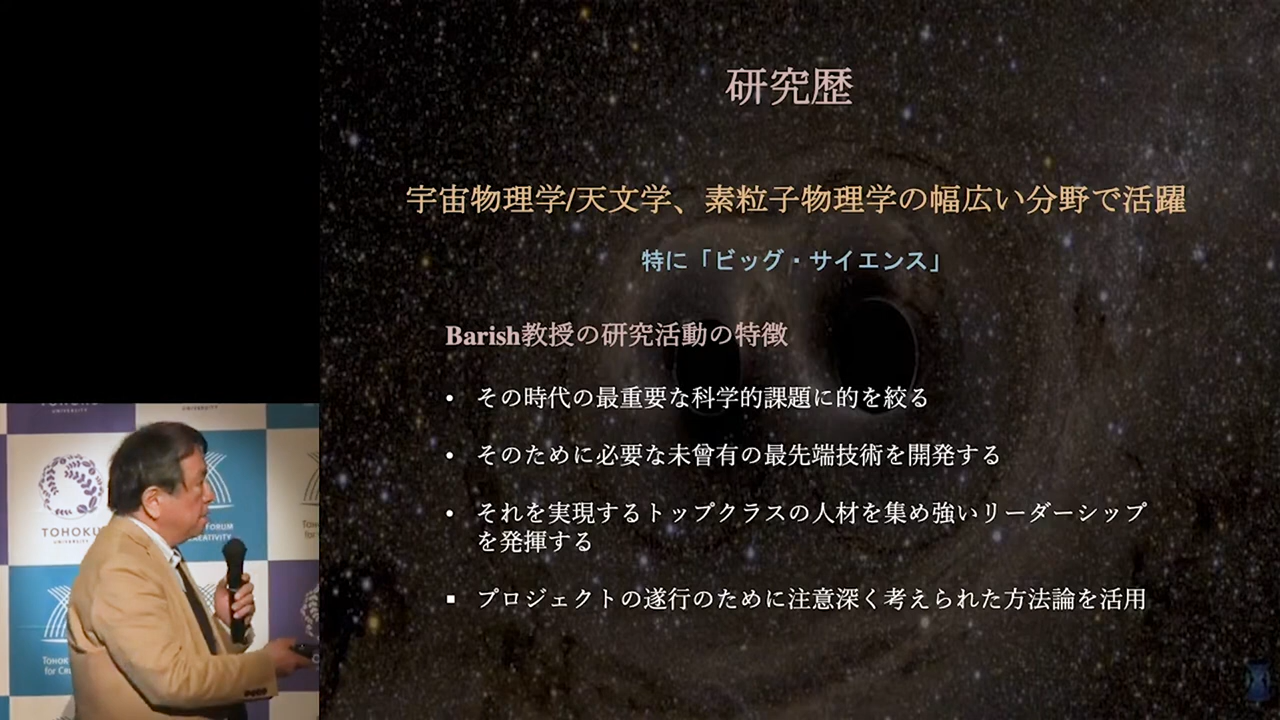 研究歴
宇宙物理学/天文学、素粒子物理学の幅広い分野で活躍
特に「ビッグ・サイエンス」
Barish教授の研究活動の特徴
• その時代の最重要な科学的課題に的を絞る
• そのために必要な未曾有の最先端技術を開発する
• それを実現するトップクラスの人材を集め強いリーダーシップ
を発揮する
▪ プロジェクトの遂行のために注意深く考えられた方法論を活用
UNIVERSITY
UNIVERSITY
TOHOKU
UNIVERSITY
FORUM